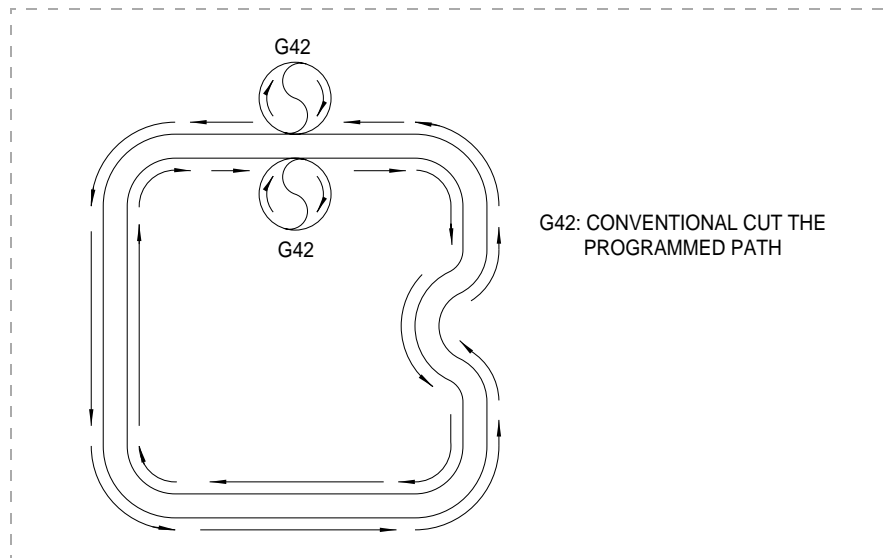 G42
G42
G42: CONVENTIONAL CUT THE
PROGRAMMED PATH